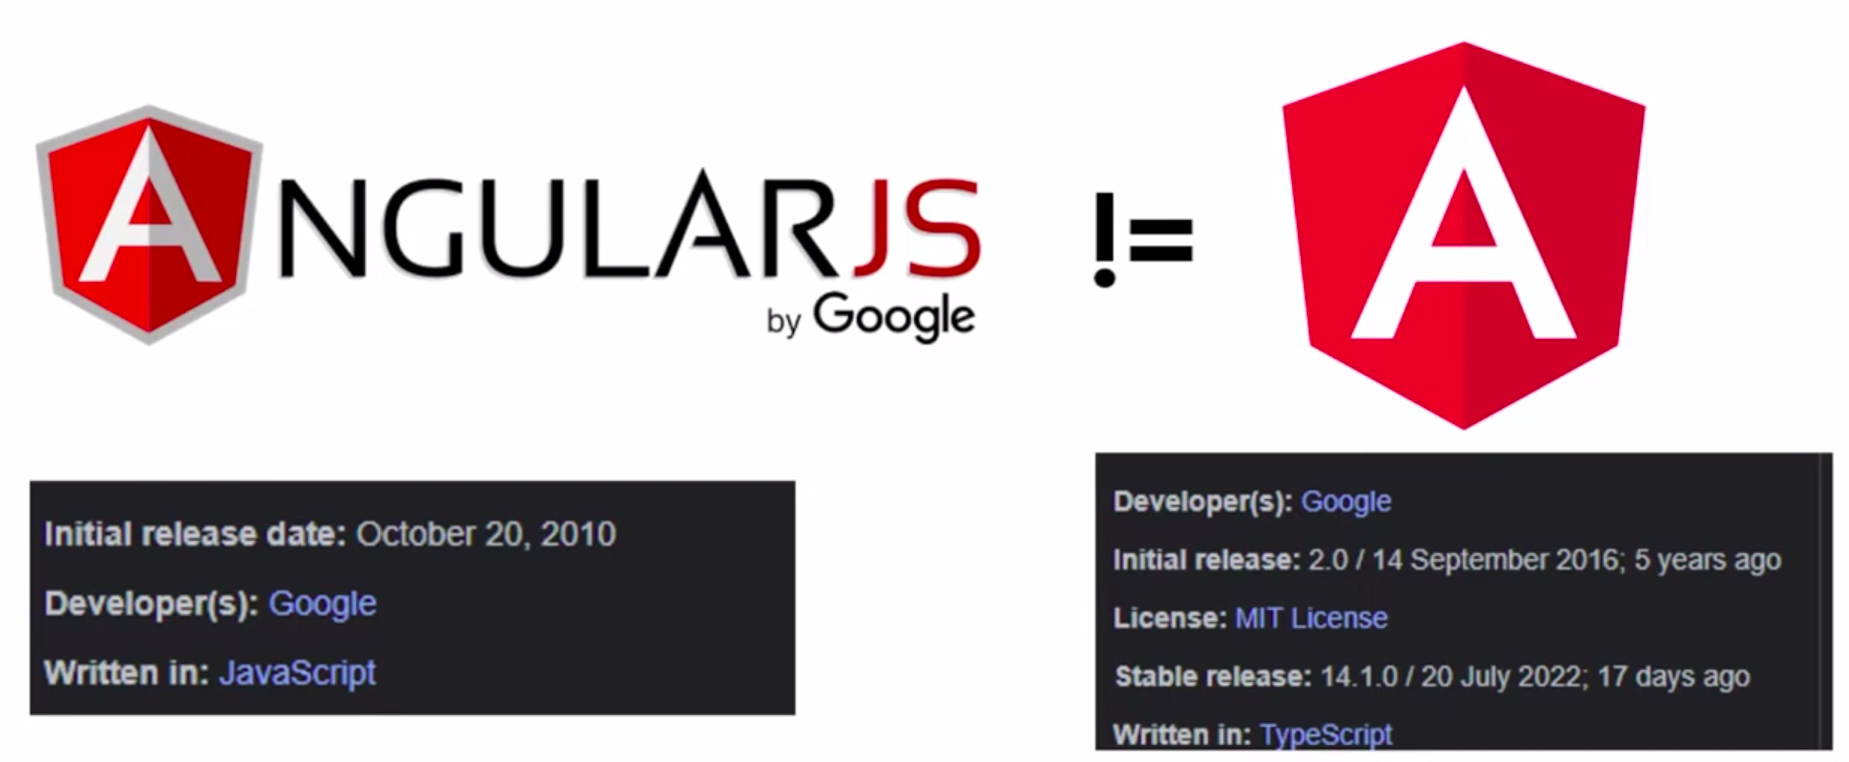 ANGULARJS
by Google
!=
A
Initial release date: October 20, 2010
Developer(s): Google
Written in: JavaScript
Developer(s): Google
Initial release: 2.0 / 14 September 2016; 5 years ago
License: MIT License
Stable release: 14.1.0 / 20 July 2022; 17 days ago
Written in: TypeScript